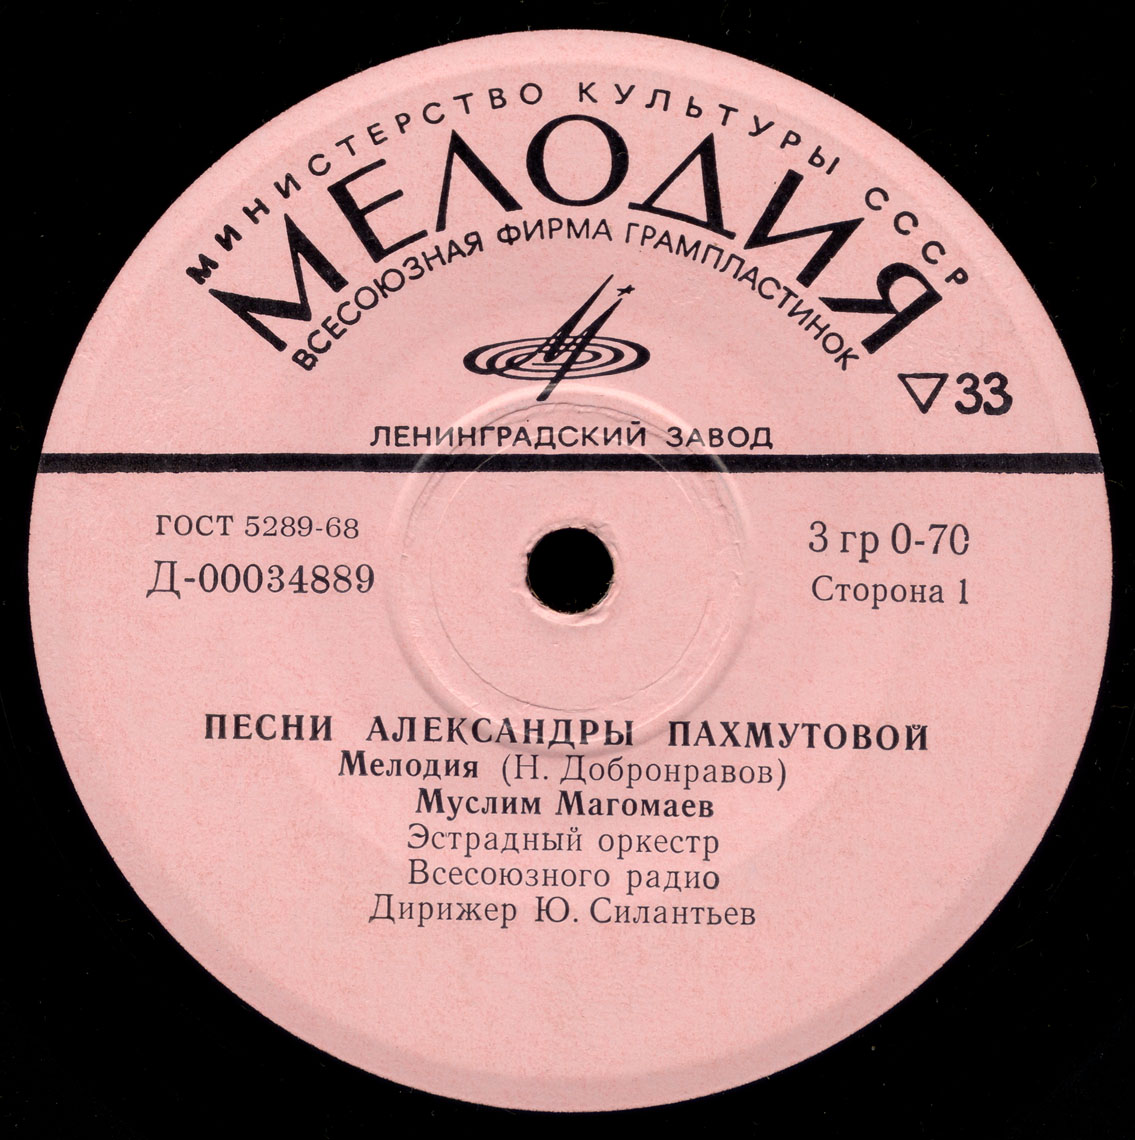 МИНИСТЕРСТВО КУЛЬТУРЫ СССР
МЕЛОДИЯ
ВСЕСОЮЗНАЯ ФИРМА ГРАМПЛАСТИНОК
▽33
ЛЕНИНГРАДСКИЙ ЗАВОД
ГОСТ 5289-68
Д-00034889
3 гр 0-70
Сторона 1
ПЕСНИ АЛЕКСАНДРЫ ПАХМУТОВОЙ
Мелодия (Н. Добронравов)
Муслим Магомаев
Эстрадный оркестр
Всесоюзного радио
Дирижер Ю. Силантьев